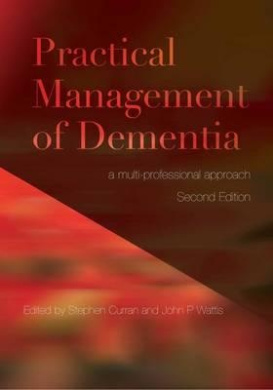 Practical
Management
of Dementia
a multi-professional approach
Second Edition
Edited by Stephen Curran and John P Wattis